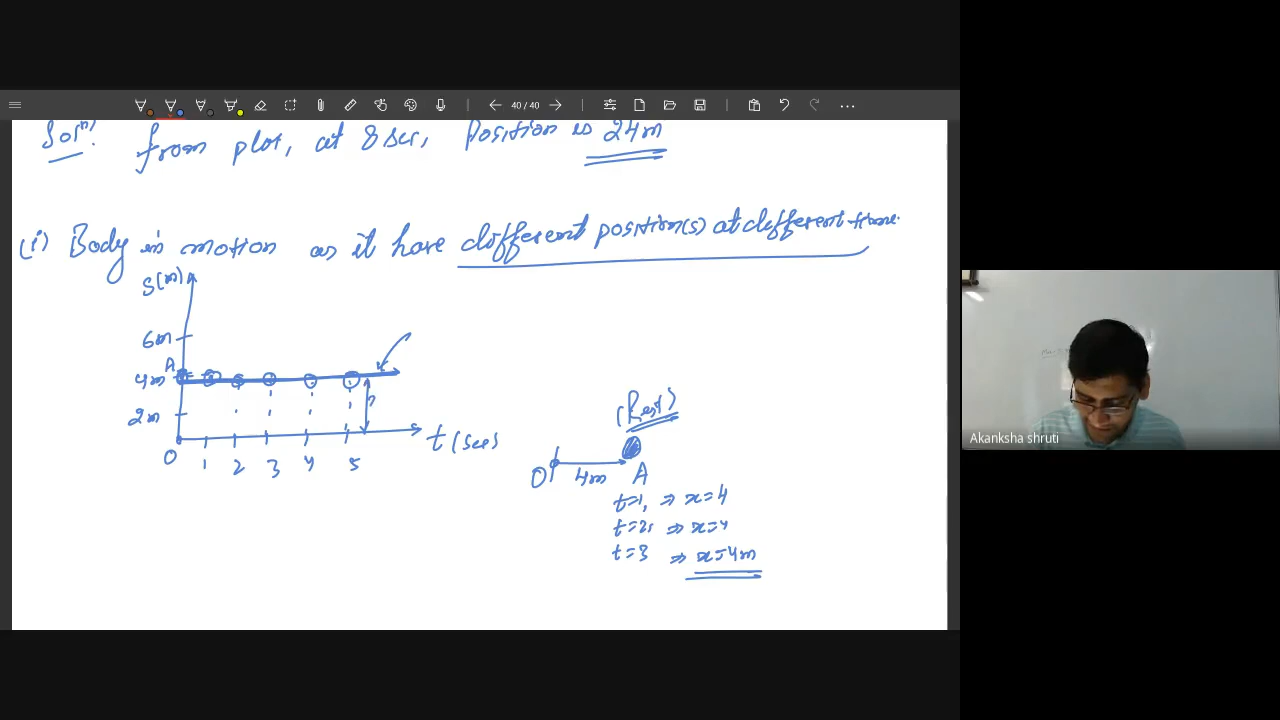 40 / 40
Solⁿ: from plot, at 8 sec, Position is 24m
(i) Body in motion as it have different position(s) at different time.
S(m)
6m
A
4m
2m
O 1 2 3 4 5 t (sec)
(Rest)
O 4m A
t=1, ⇒ x=4
t=2, ⇒ x=4
t=3 ⇒ x=4m
Akanksha shruti